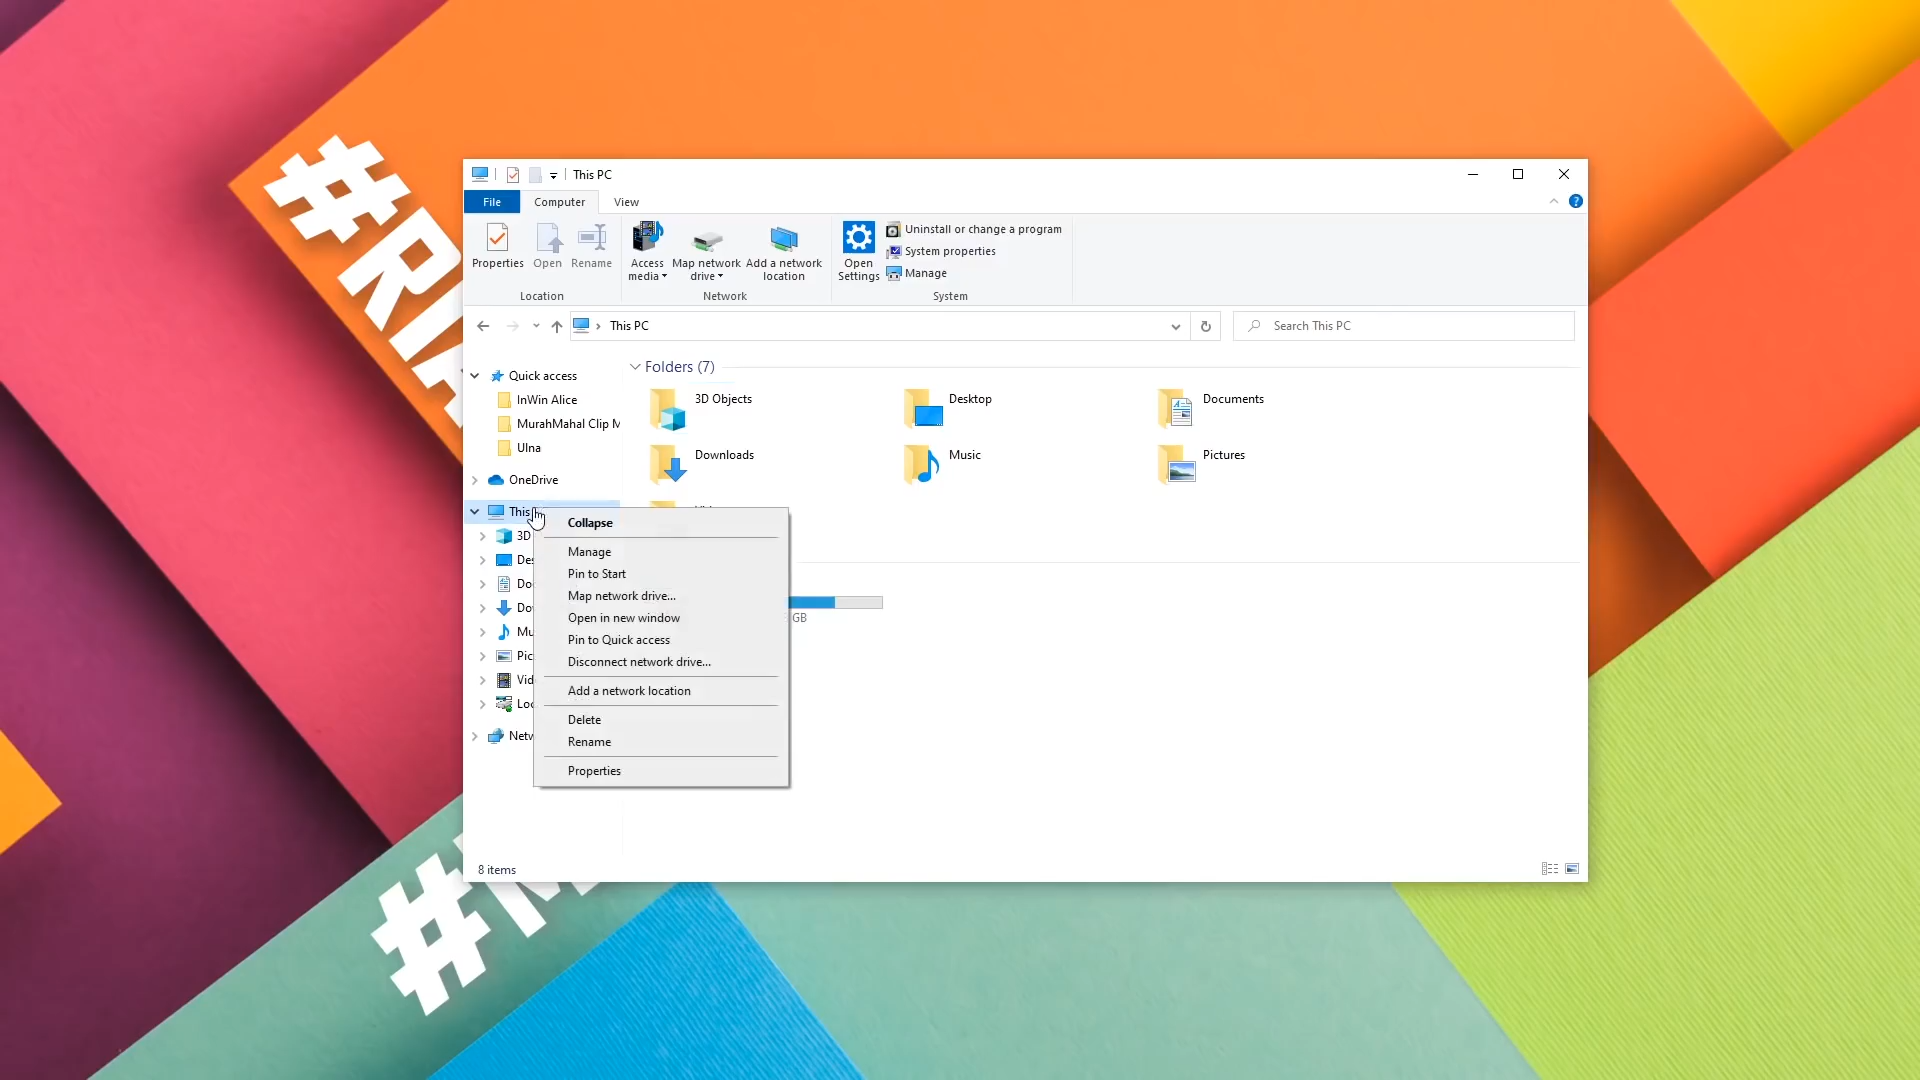 This PC
File
Computer
View
Properties
Open
Rename
Access media
Map network drive
Add a network location
Open Settings
Uninstall or change a program
System properties
Manage
Location
Network
System
This PC
Search This PC
Quick access
InWin Alice
MurahMahal Clip M
Ulna
OneDrive
This
3D
Des
Do
Do
Mu
Pic
Vid
Loc
Netw
Folders (7)
3D Objects
Desktop
Documents
Downloads
Music
Pictures
GB
Collapse
Manage
Pin to Start
Map network drive...
Open in new window
Pin to Quick access
Disconnect network drive...
Add a network location
Delete
Rename
Properties
8 items